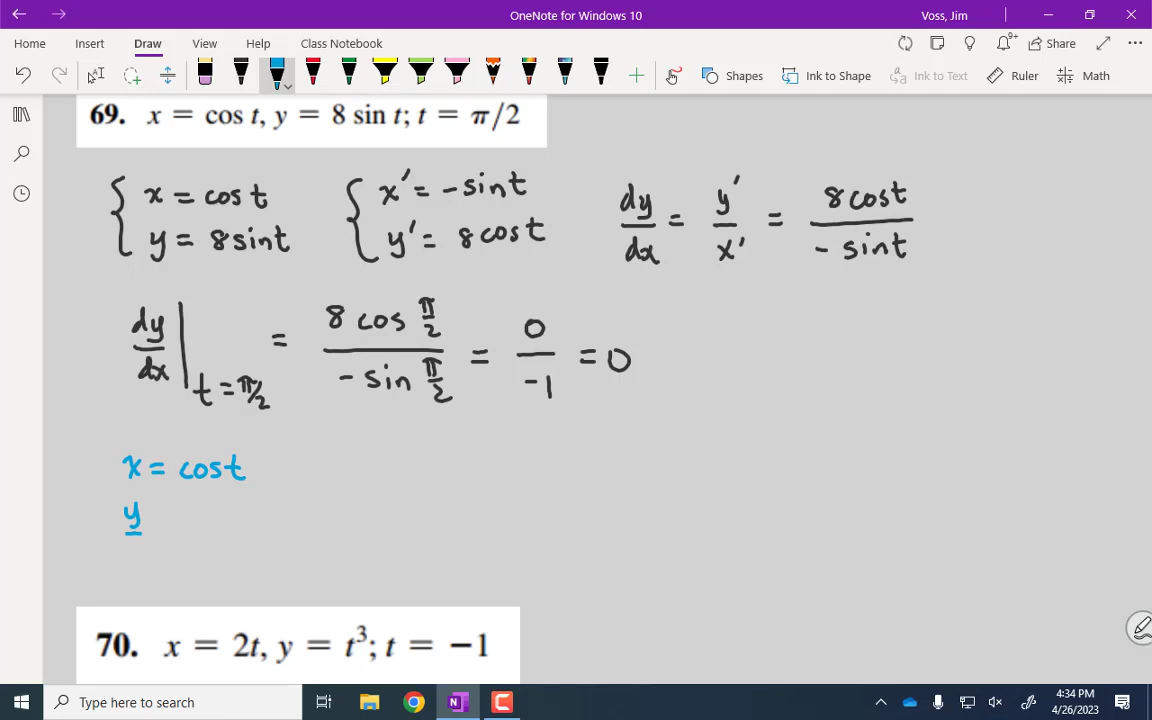 OneNote for Windows 10
Voss, Jim
Home Insert Draw View Help Class Notebook
9+
Share
Shapes Ink to Shape Ink to Text Ruler Math
69. x = cos t, y = 8 sin t; t = π/2
{ x = cost { x' = -sint dy/dx = y'/x' = 8cost/-sint
y = 8sint y' = 8cost
dy/dx | t = π/2 = 8 cos π/2 / -sin π/2 = 0/-1 = 0
x = cost
y
70. x = 2t, y = t³; t = −1
Type here to search
4:34 PM
4/26/2023